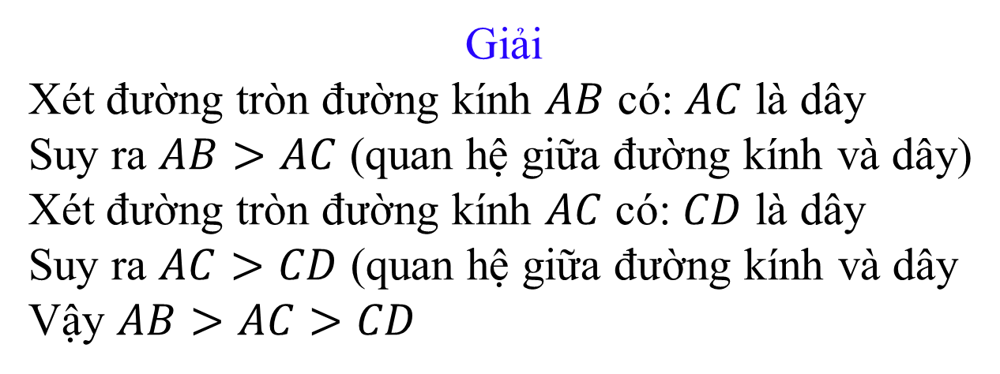 Giải
Xét đường tròn đường kính AB có: AC là dây
Suy ra AB > AC (quan hệ giữa đường kính và dây)
Xét đường tròn đường kính AC có: CD là dây
Suy ra AC > CD (quan hệ giữa đường kính và dây
Vậy AB > AC > CD